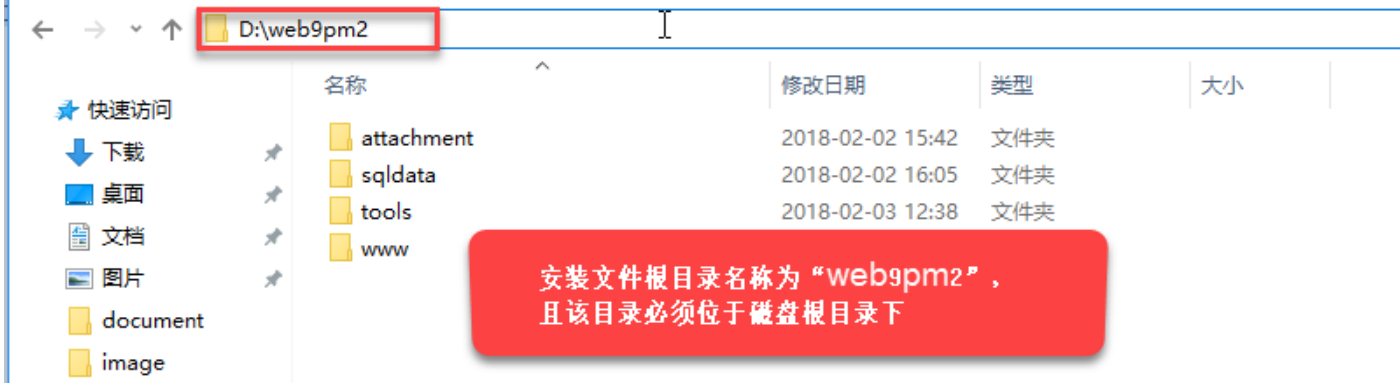 D:\web9pm2
名称 修改日期 类型 大小
快速访问
下载
桌面
文档
图片
document
image
attachment 2018-02-02 15:42 文件夹
sqldata 2018-02-02 16:05 文件夹
tools 2018-02-03 12:38 文件夹
www
安装文件根目录名称为“web9pm2”,
且该目录必须位于磁盘根目录下